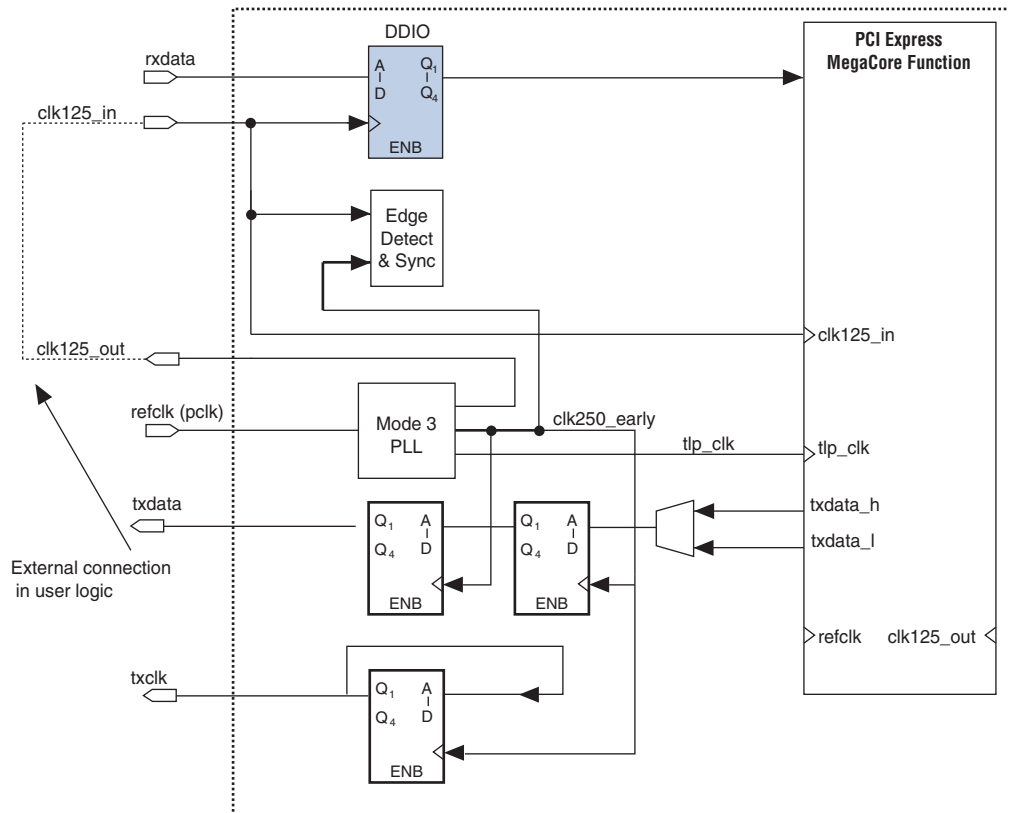 DDIO
PCI Express
MegaCore Function
rxdata
A
D
Q1
Q4
ENB
clk125_in
Edge
Detect
& Sync
clk125_in
clk125_out
refclk (pclk)
Mode 3
PLL
clk250_early
tlp_clk
tlp_clk
txdata
Q1
Q4
A
D
ENB
Q1
Q4
A
D
ENB
txdata_h
txdata_l
External connection
in user logic
refclk
clk125_out
txclk
Q1
Q4
A
D
ENB